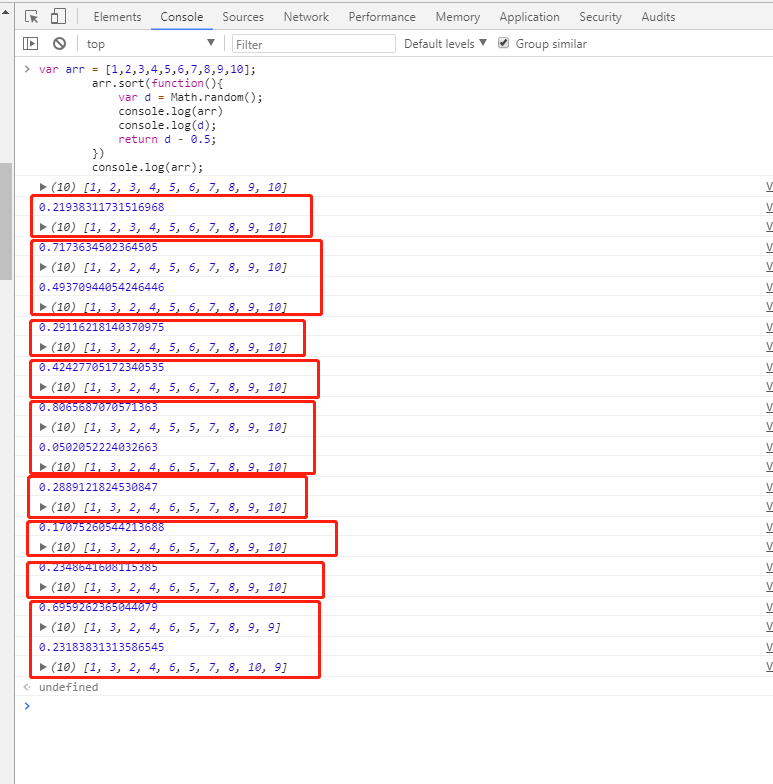 Elements Console Sources Network Performance Memory Application Security Audits
top Filter Default levels Group similar
var arr = [1,2,3,4,5,6,7,8,9,10];
arr.sort(function(){
var d = Math.random();
console.log(arr)
console.log(d);
return d - 0.5;
})
console.log(arr);
(10) [1, 2, 3, 4, 5, 6, 7, 8, 9, 10] V
0.21938311731516968 V
(10) [1, 2, 3, 4, 5, 6, 7, 8, 9, 10] V
0.7173634502364505 V
(10) [1, 2, 2, 4, 5, 6, 7, 8, 9, 10] V
0.49370944054246446 V
(10) [1, 3, 2, 4, 5, 6, 7, 8, 9, 10] V
0.29116218140370975 V
(10) [1, 3, 2, 4, 5, 6, 7, 8, 9, 10] V
0.42427705172340535 V
(10) [1, 3, 2, 4, 5, 6, 7, 8, 9, 10] V
0.8065687070571363 V
(10) [1, 3, 2, 4, 5, 5, 7, 8, 9, 10] V
0.0502052224032663 V
(10) [1, 3, 2, 4, 6, 5, 7, 8, 9, 10] V
0.2889121824530847 V
(10) [1, 3, 2, 4, 6, 5, 7, 8, 9, 10] V
0.17075260544213688 V
(10) [1, 3, 2, 4, 6, 5, 7, 8, 9, 10] V
0.2348641608115385 V
(10) [1, 3, 2, 4, 6, 5, 7, 8, 9, 10] V
0.6959262365044079 V
(10) [1, 3, 2, 4, 6, 5, 7, 8, 9, 9] V
0.23183831313586545 V
(10) [1, 3, 2, 4, 6, 5, 7, 8, 10, 9] V
undefined